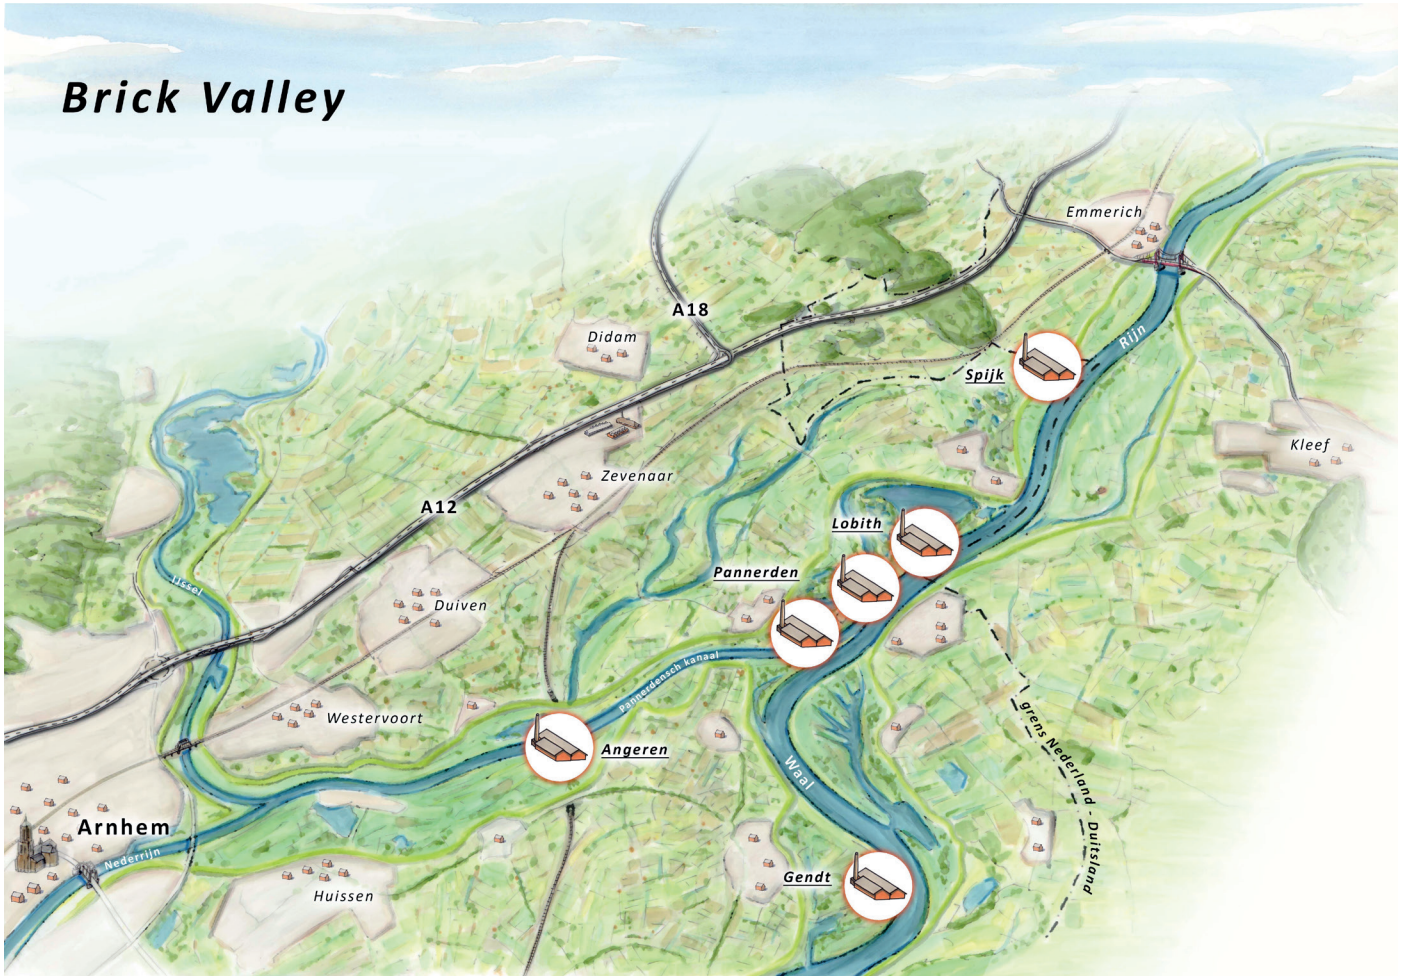 Brick Valley
Emmerich
A18
Didam
Rijn
Spijk
Kleef
Zevenaar
A12
Lobith
Pannerden
IJssel
Duiven
Pannerdensch kanaal
Westervoort
grens Nederland - Duitsland
Angeren
Waal
Arnhem
Nederrijn
Gendt
Huissen